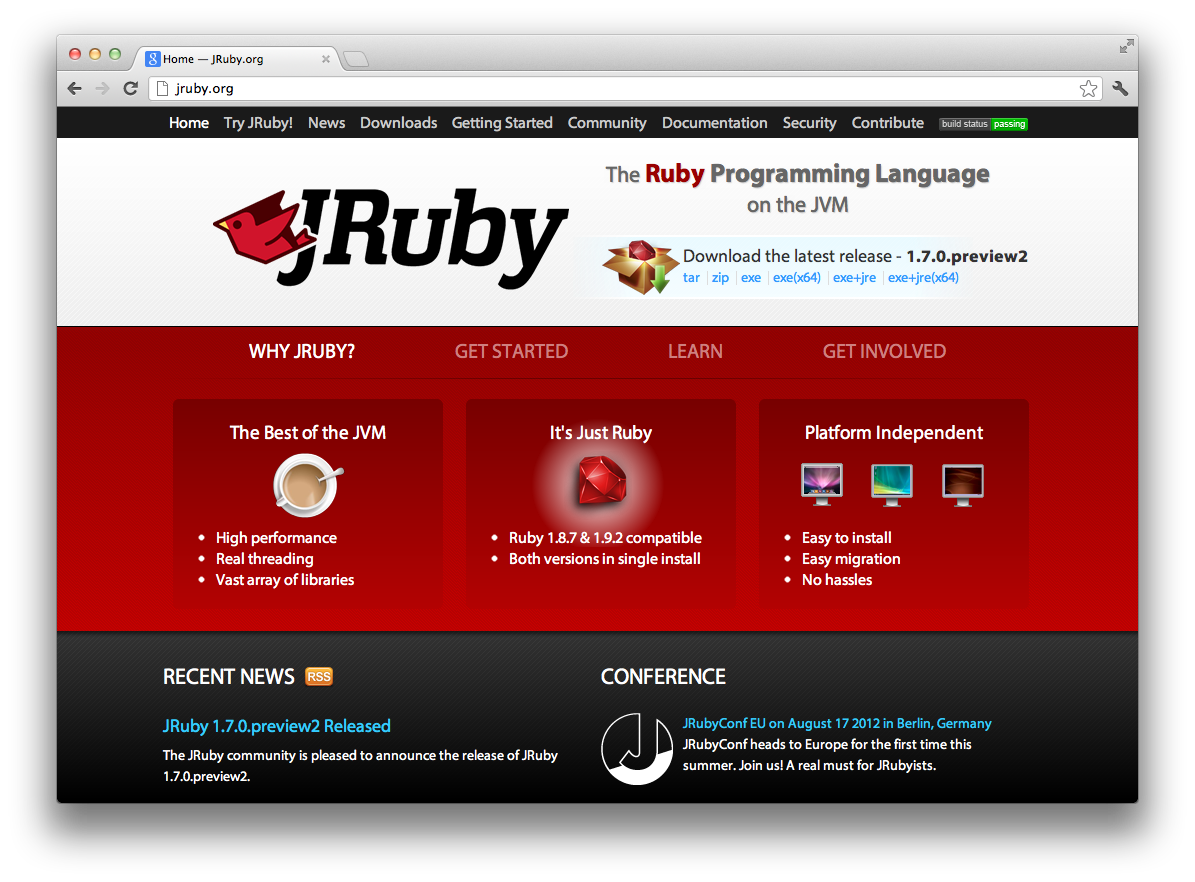 Home — JRuby.org
jruby.org
Home Try JRuby! News Downloads Getting Started Community Documentation Security Contribute build status passing
JRuby
The Ruby Programming Language
on the JVM
Download the latest release - 1.7.0.preview2
tar zip exe exe(x64) exe+jre exe+jre(x64)
WHY JRUBY? GET STARTED LEARN GET INVOLVED
The Best of the JVM
High performance
Real threading
Vast array of libraries
It's Just Ruby
Ruby 1.8.7 & 1.9.2 compatible
Both versions in single install
Platform Independent
Easy to install
Easy migration
No hassles
RECENT NEWS RSS
JRuby 1.7.0.preview2 Released
The JRuby community is pleased to announce the release of JRuby
1.7.0.preview2.
CONFERENCE
JRubyConf EU on August 17 2012 in Berlin, Germany
JRubyConf heads to Europe for the first time this
summer. Join us! A real must for JRubyists.